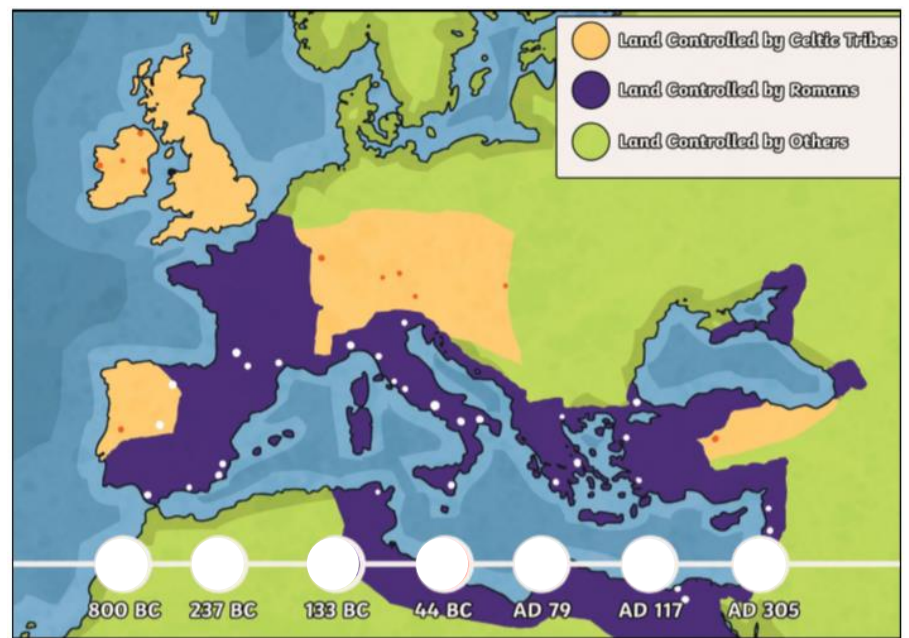 Land Controlled by Celtic Tribes
Land Controlled by Romans
Land Controlled by Others
800 BC 237 BC 133 BC 44 BC AD 79 AD 117 AD 305